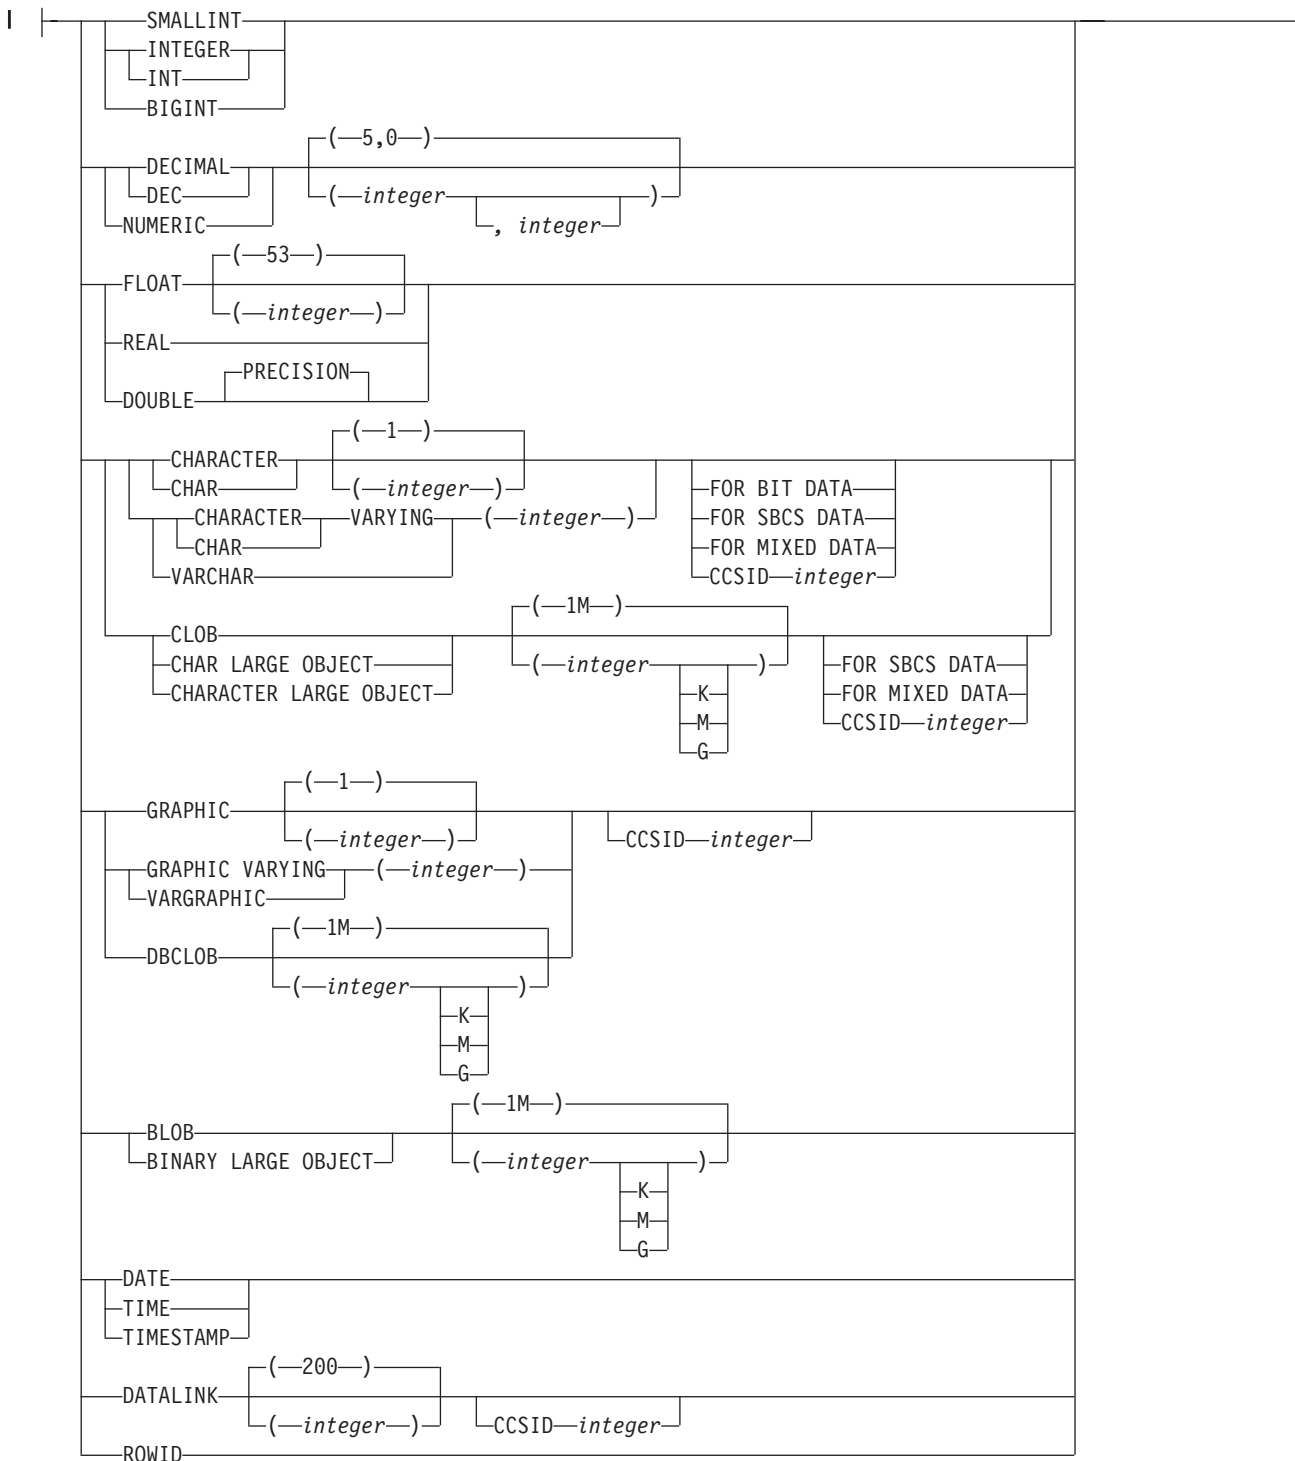 SMALLINT
INTEGER
INT
BIGINT
( 5,0 )
DECIMAL
DEC ( integer )
NUMERIC , integer
( 53 )
FLOAT
( integer )
REAL
PRECISION
DOUBLE
( 1 )
CHARACTER
CHAR ( integer ) FOR BIT DATA
CHARACTER VARYING ( integer ) FOR SBCS DATA
CHAR FOR MIXED DATA
VARCHAR CCSID integer
( 1M )
CLOB
CHAR LARGE OBJECT ( integer ) FOR SBCS DATA
CHARACTER LARGE OBJECT K FOR MIXED DATA
M CCSID integer
G
( 1 )
GRAPHIC
( integer ) CCSID integer
GRAPHIC VARYING ( integer )
VARGRAPHIC
( 1M )
DBCLOB
( integer )
K
M
G
( 1M )
BLOB
BINARY LARGE OBJECT ( integer )
K
M
G
DATE
TIME
TIMESTAMP
( 200 )
DATALINK
( integer ) CCSID integer
ROWID